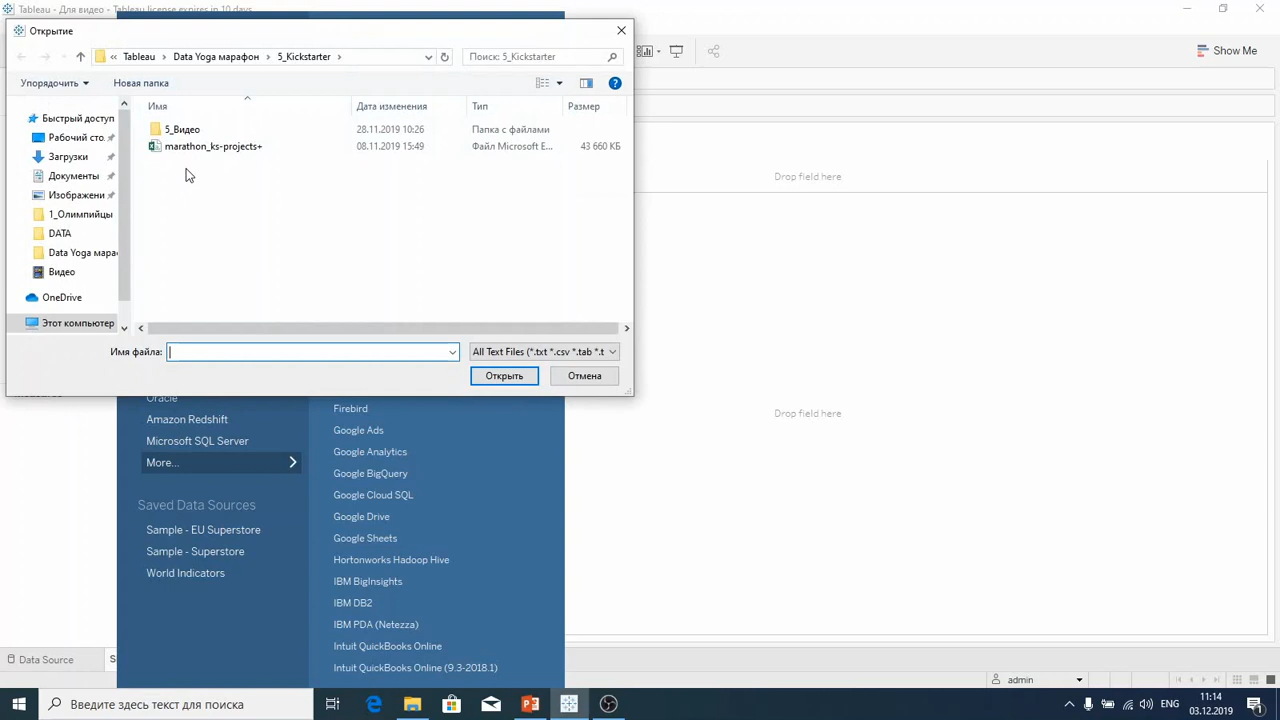 Tableau - Для видео - Tableau license expires in 10 days
Открытие
« Tableau › Data Yoga марафон › 5_Kickstarter ›
Поиск: 5_Kickstarter
Show Me
Упорядочить
Новая папка
Имя
Дата изменения
Тип
Размер
Быстрый доступ
Рабочий сто.
Загрузки
Документы
Изображени
1_Олимпийцы
DATA
Data Yoga мара
Видео
OneDrive
Этот компьютер
5_Видео
28.11.2019 10:26
Папка с файлами
marathon_ks-projects+
08.11.2019 15:49
Файл Microsoft E...
43 660 КБ
Drop field here
Имя файла:
All Text Files (*.txt *.csv *.tab *.t
Открыть
Отмена
Oracle
Amazon Redshift
Microsoft SQL Server
More...
Saved Data Sources
Sample - EU Superstore
Sample - Superstore
World Indicators
Firebird
Google Ads
Google Analytics
Google BigQuery
Google Cloud SQL
Google Drive
Google Sheets
Hortonworks Hadoop Hive
IBM BigInsights
IBM DB2
IBM PDA (Netezza)
Intuit QuickBooks Online
Intuit QuickBooks Online (9.3-2018.1)
Drop field here
Data Source
S
admin
Введите здесь текст для поиска
ENG
11:14
03.12.2019